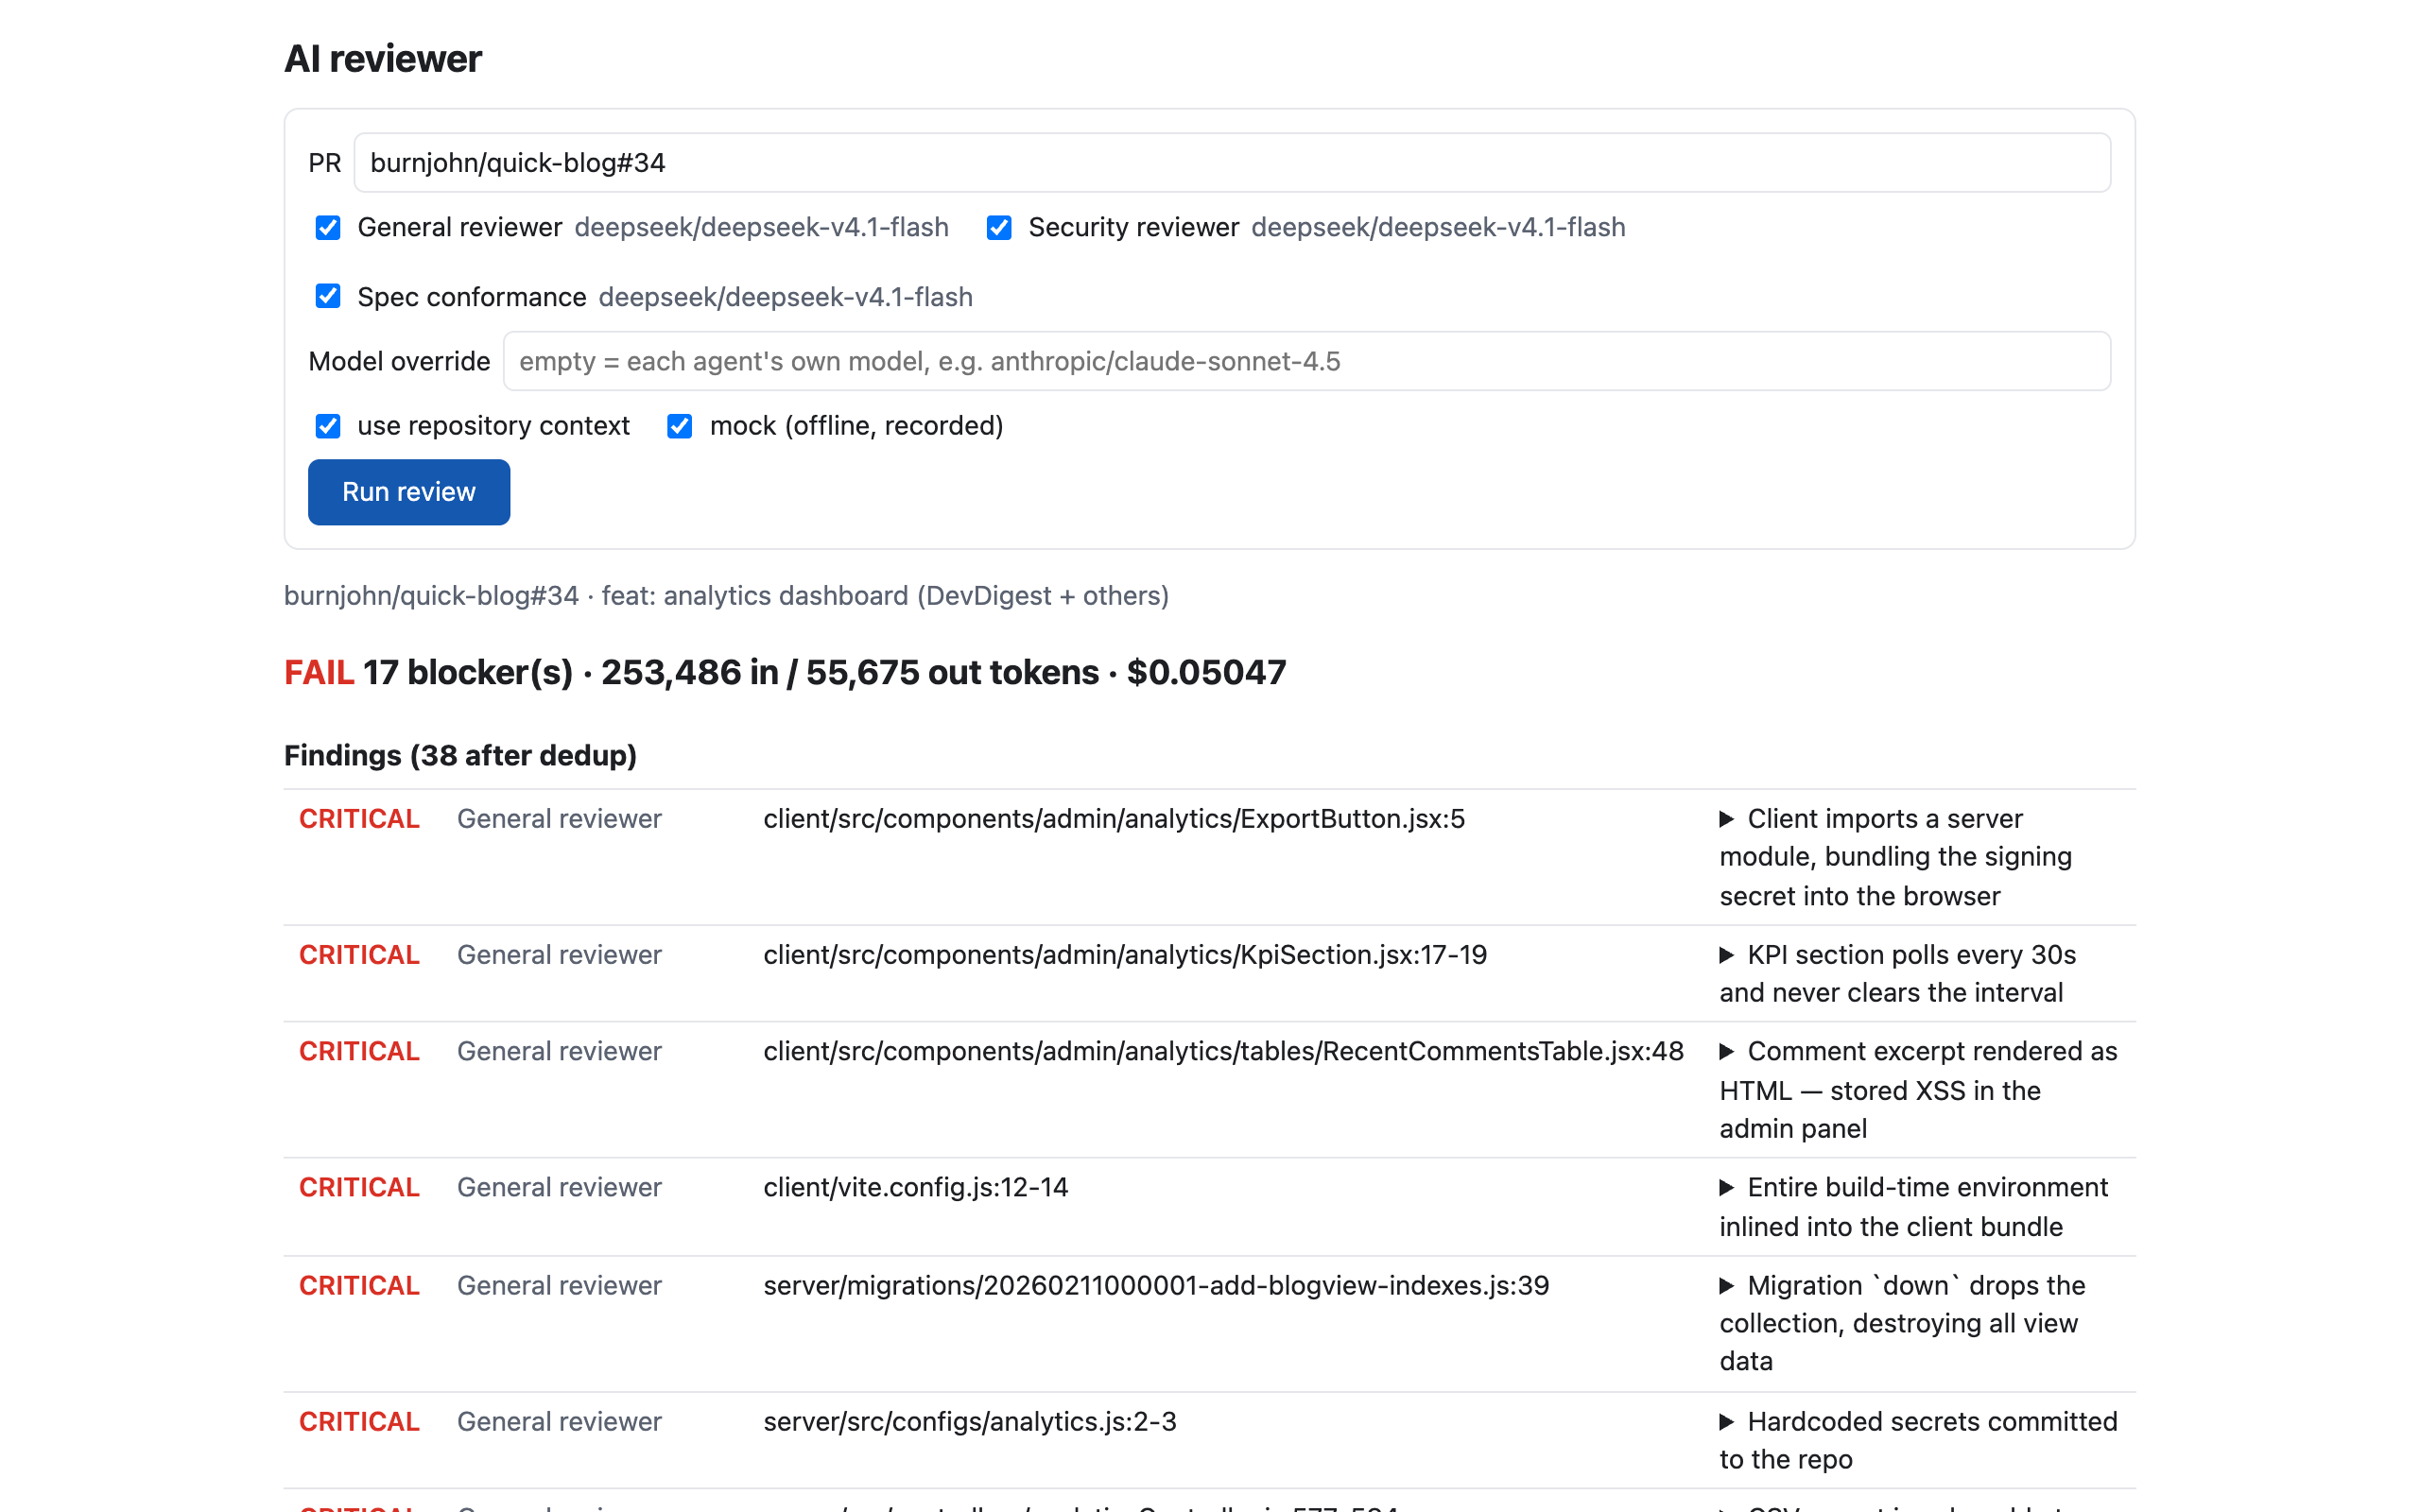 AI reviewer
PR burnjohn/quick-blog#34
General reviewer deepseek/deepseek-v4.1-flash Security reviewer deepseek/deepseek-v4.1-flash
Spec conformance deepseek/deepseek-v4.1-flash
Model override empty = each agent's own model, e.g. anthropic/claude-sonnet-4.5
use repository context mock (offline, recorded)
Run review
burnjohn/quick-blog#34 · feat: analytics dashboard (DevDigest + others)
FAIL 17 blocker(s) · 253,486 in / 55,675 out tokens · $0.05047
Findings (38 after dedup)
CRITICAL General reviewer client/src/components/admin/analytics/ExportButton.jsx:5 ▶ Client imports a server
module, bundling the signing
secret into the browser
CRITICAL General reviewer client/src/components/admin/analytics/KpiSection.jsx:17-19 ▶ KPI section polls every 30s
and never clears the interval
CRITICAL General reviewer client/src/components/admin/analytics/tables/RecentCommentsTable.jsx:48 ▶ Comment excerpt rendered as
HTML — stored XSS in the
admin panel
CRITICAL General reviewer client/vite.config.js:12-14 ▶ Entire build-time environment
inlined into the client bundle
CRITICAL General reviewer server/migrations/20260211000001-add-blogview-indexes.js:39 ▶ Migration `down` drops the
collection, destroying all view
data
CRITICAL General reviewer server/src/configs/analytics.js:2-3 ▶ Hardcoded secrets committed
to the repo